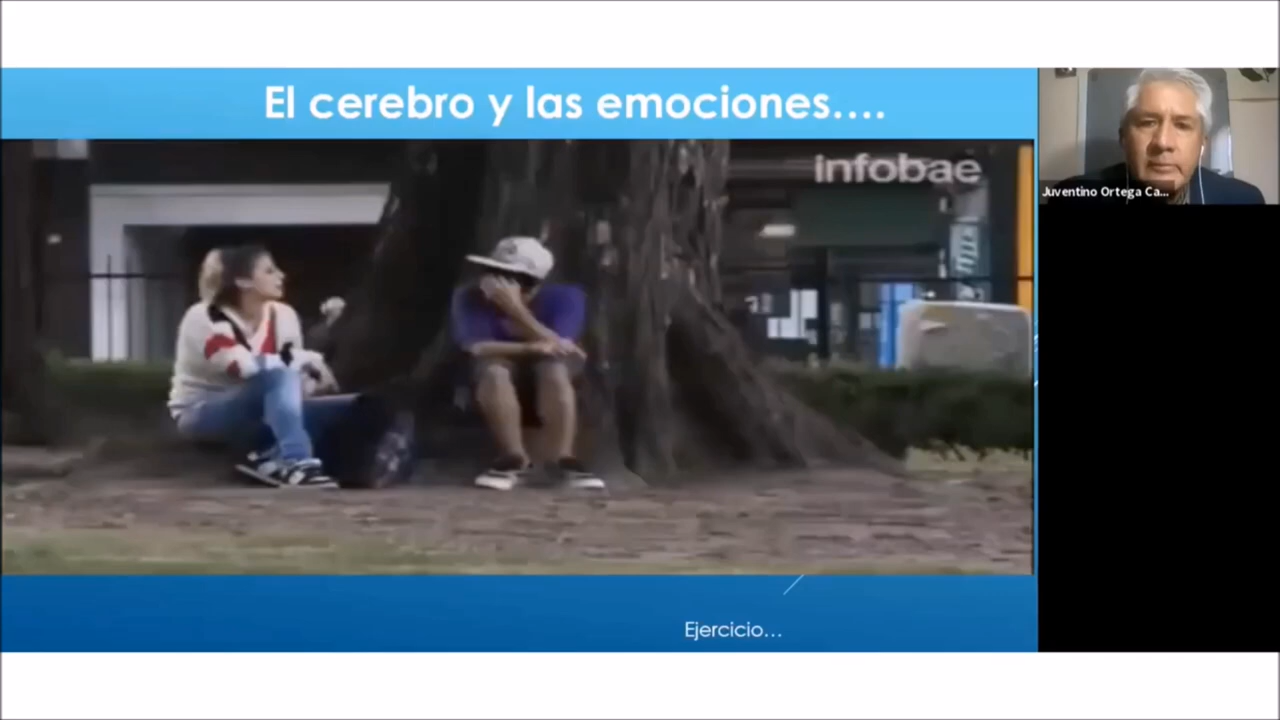 El cerebro y las emociones....
infobae
Juventino Ortega Ca...
Ejercicio...